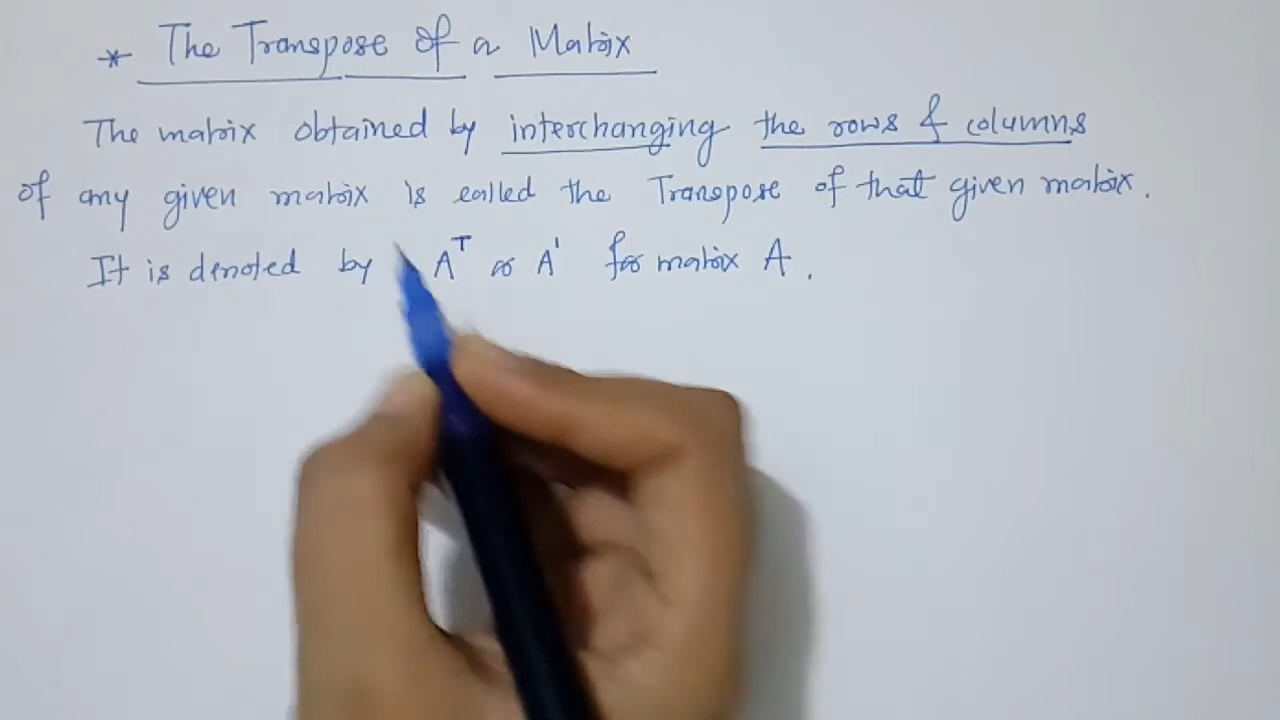 * The Transpose of a Matrix
The matrix obtained by interchanging the rows & columns
of any given matrix is called the Transpose of that given matrix.
It is denoted by Aᵀ or A' for matrix A.